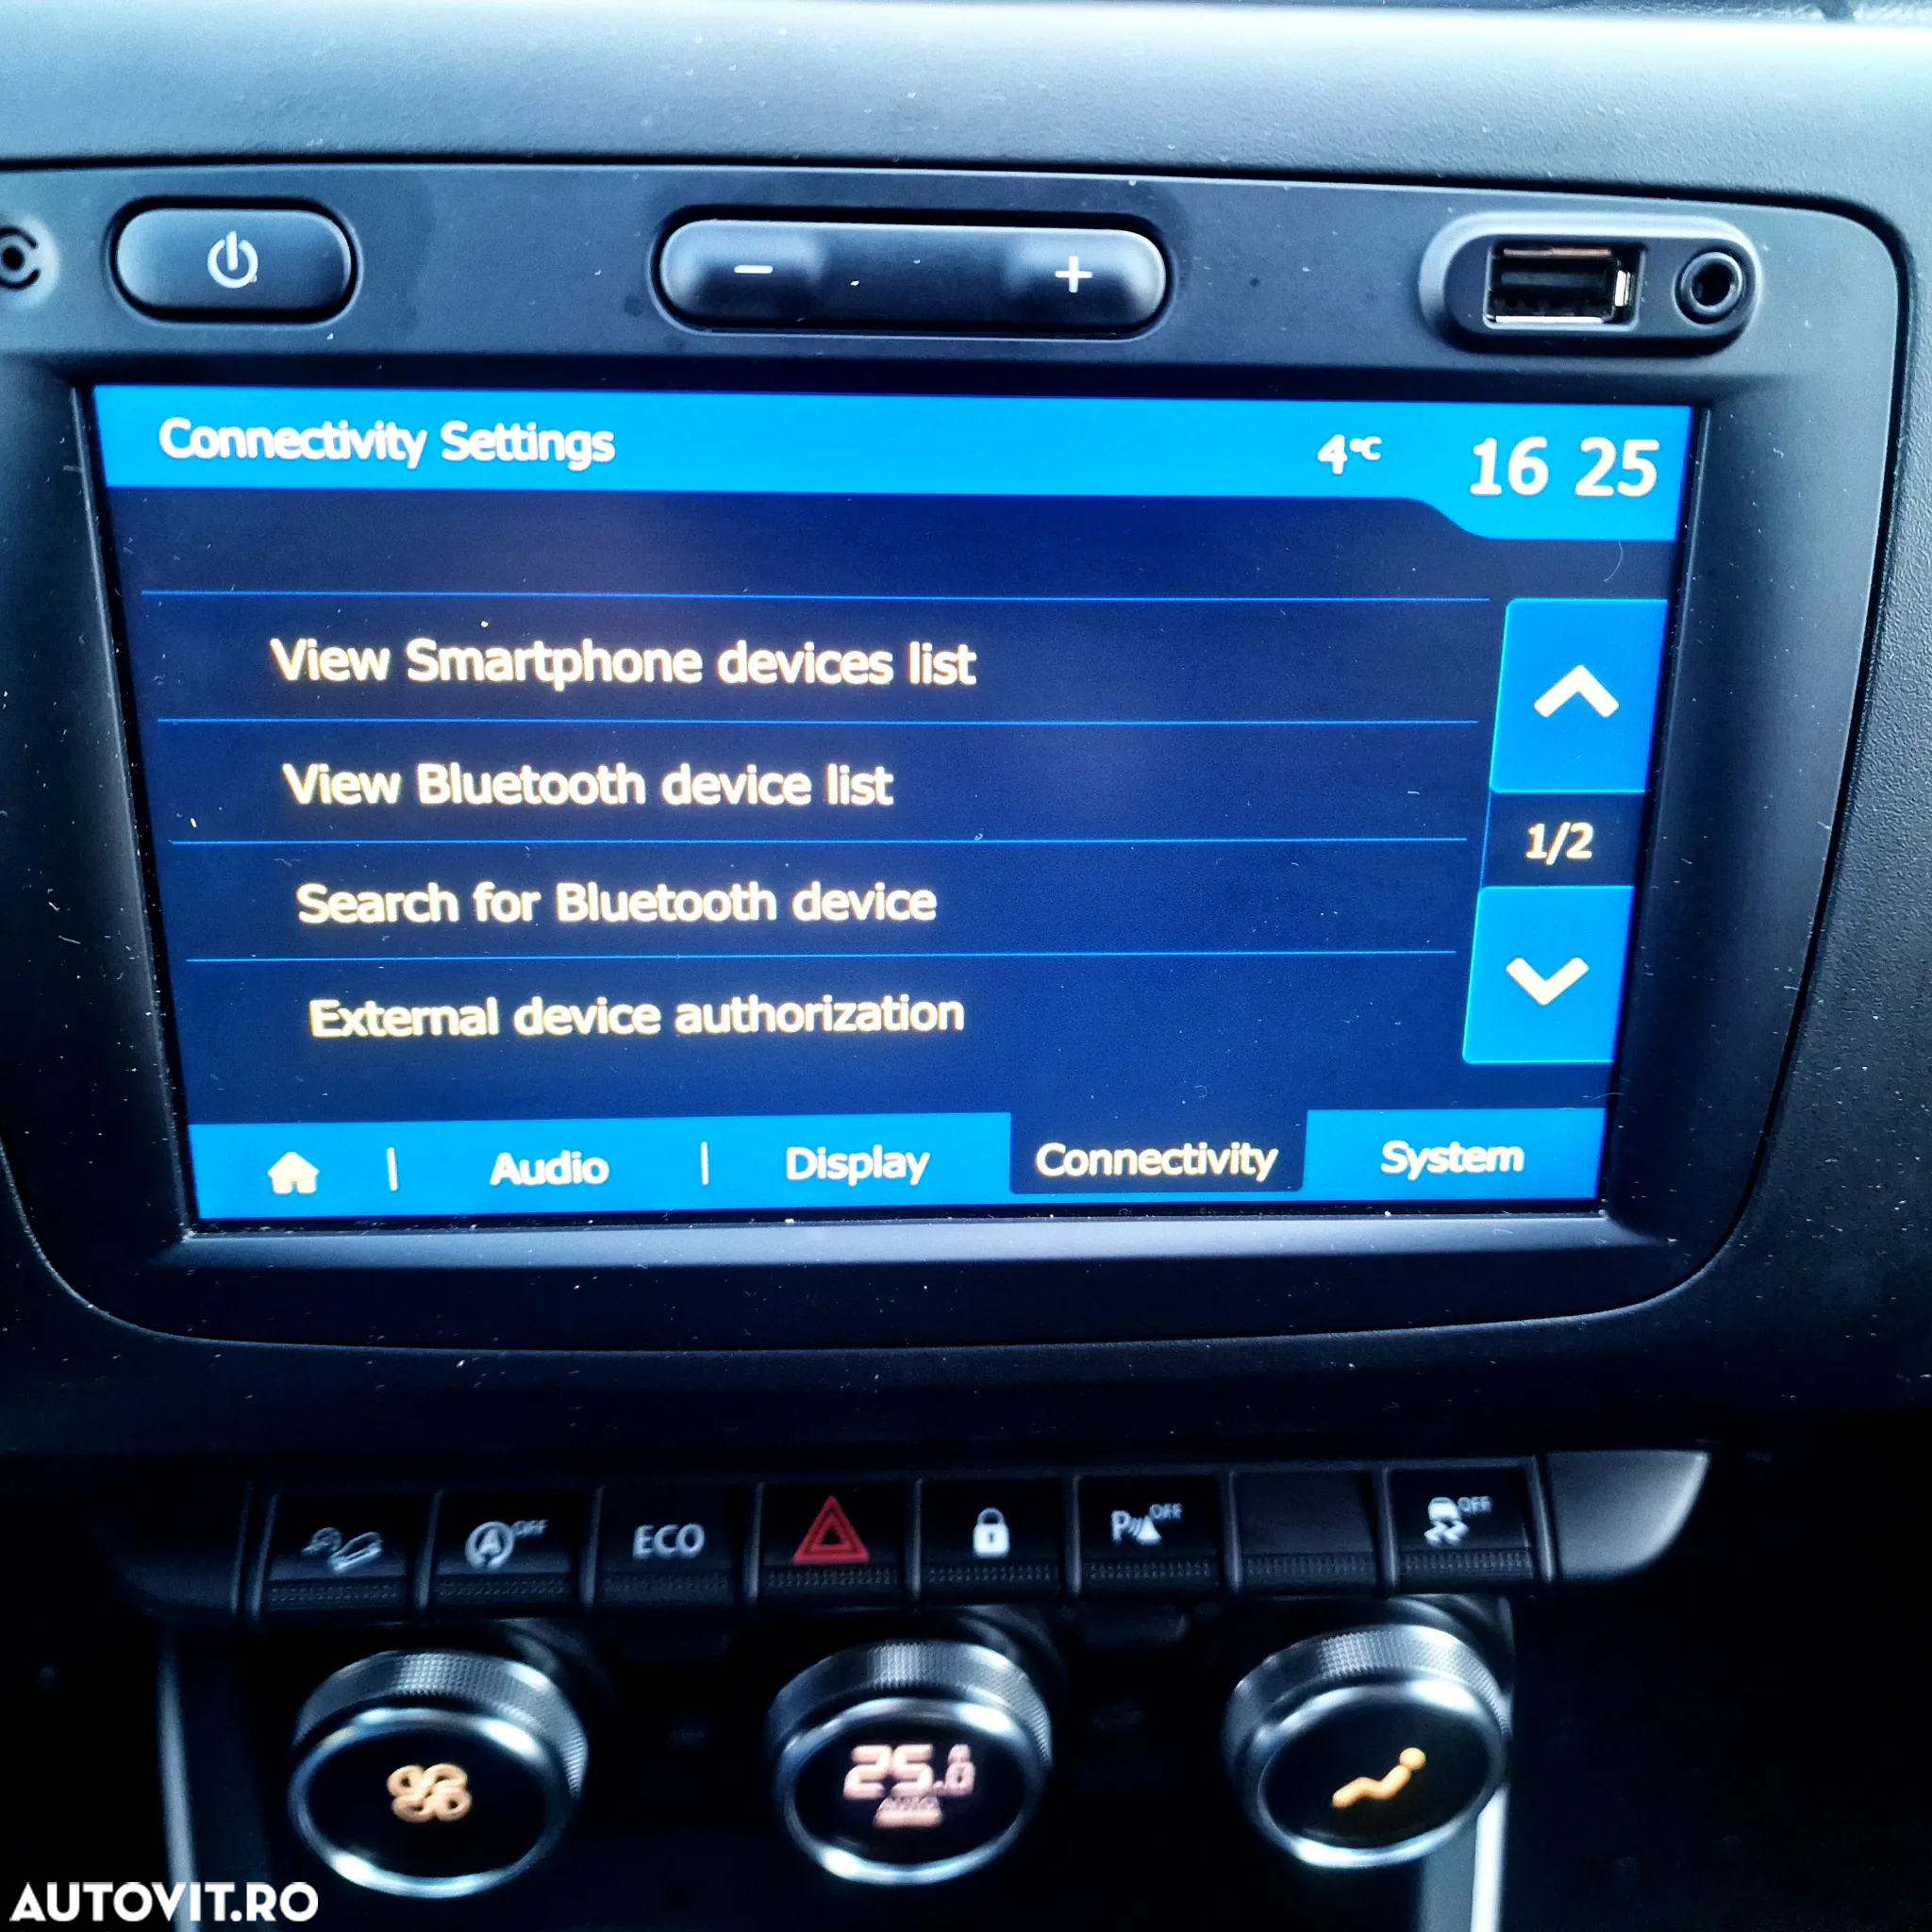 Connectivity Settings
4°C
16 25
View Smartphone devices list
View Bluetooth device list
1/2
Search for Bluetooth device
External device authorization
Audio
Display
Connectivity
System
A OFF
ECO
P OFF
OFF
25.0
AUTO
AUTOVIT.RO